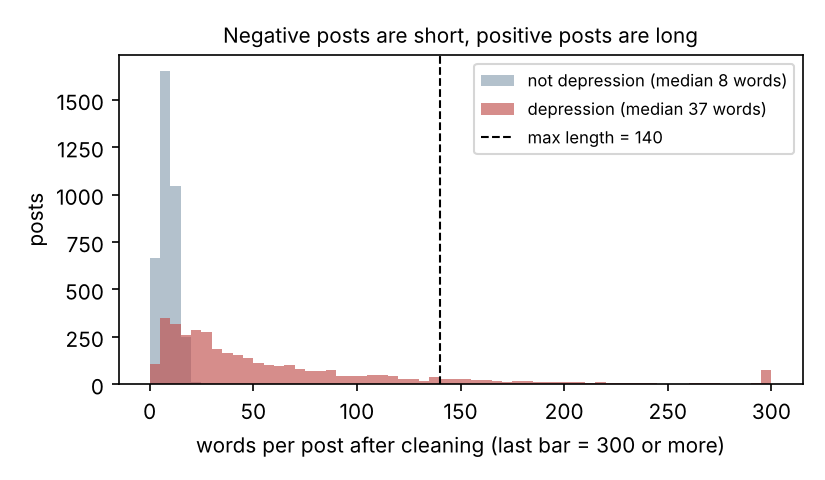 Negative posts are short, positive posts are long
not depression (median 8 words)
depression (median 37 words)
max length = 140
posts
1500
1250
1000
750
500
250
0
0 50 100 150 200 250 300
words per post after cleaning (last bar = 300 or more)